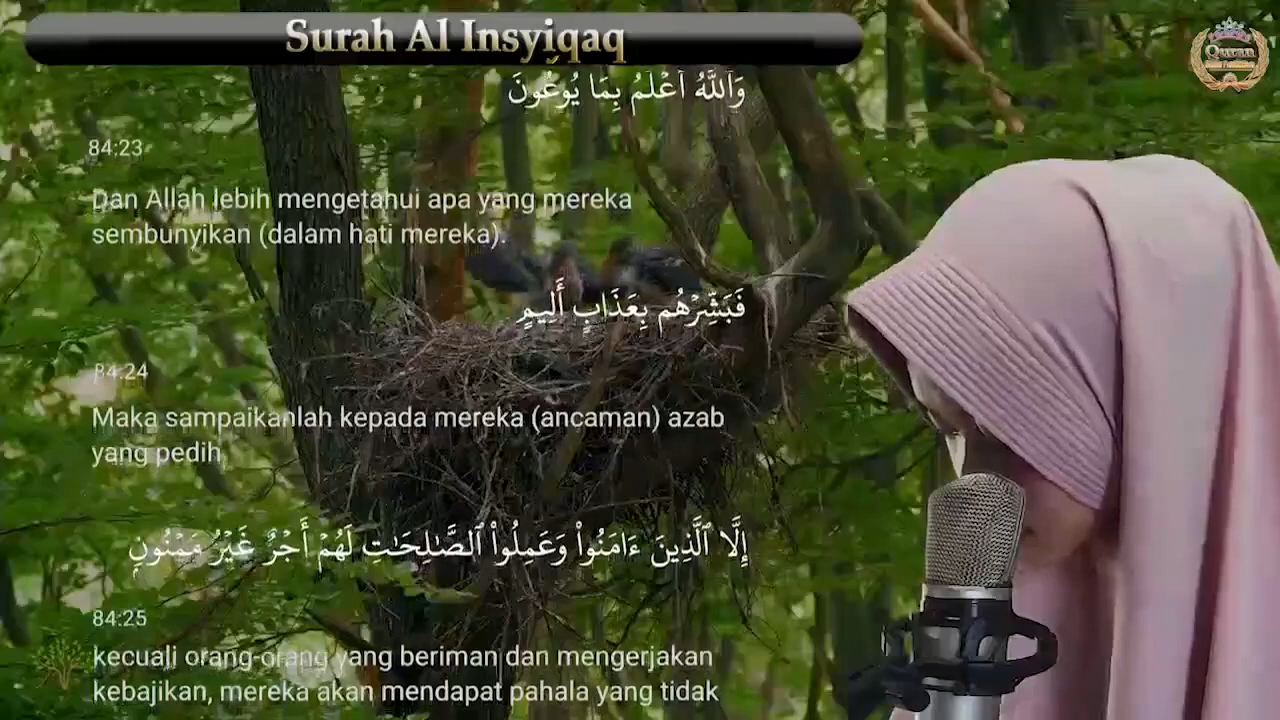 Surah Al Insyiqaq
Quran
وَٱللَّهُ أَعْلَمُ بِمَا يُوعُونَ
84:23
Dan Allah lebih mengetahui apa yang mereka
sembunyikan (dalam hati mereka).
فَبَشِّرْهُم بِعَذَابٍ أَلِيمٍ
84:24
Maka sampaikanlah kepada mereka (ancaman) azab
yang pedih
إِلَّا ٱلَّذِينَ ءَامَنُوا۟ وَعَمِلُوا۟ ٱلصَّـٰلِحَـٰتِ لَهُمْ أَجْرٌ غَيْرُ مَمْنُونٍ
84:25
kecuali orang-orang yang beriman dan mengerjakan
kebajikan, mereka akan mendapat pahala yang tidak